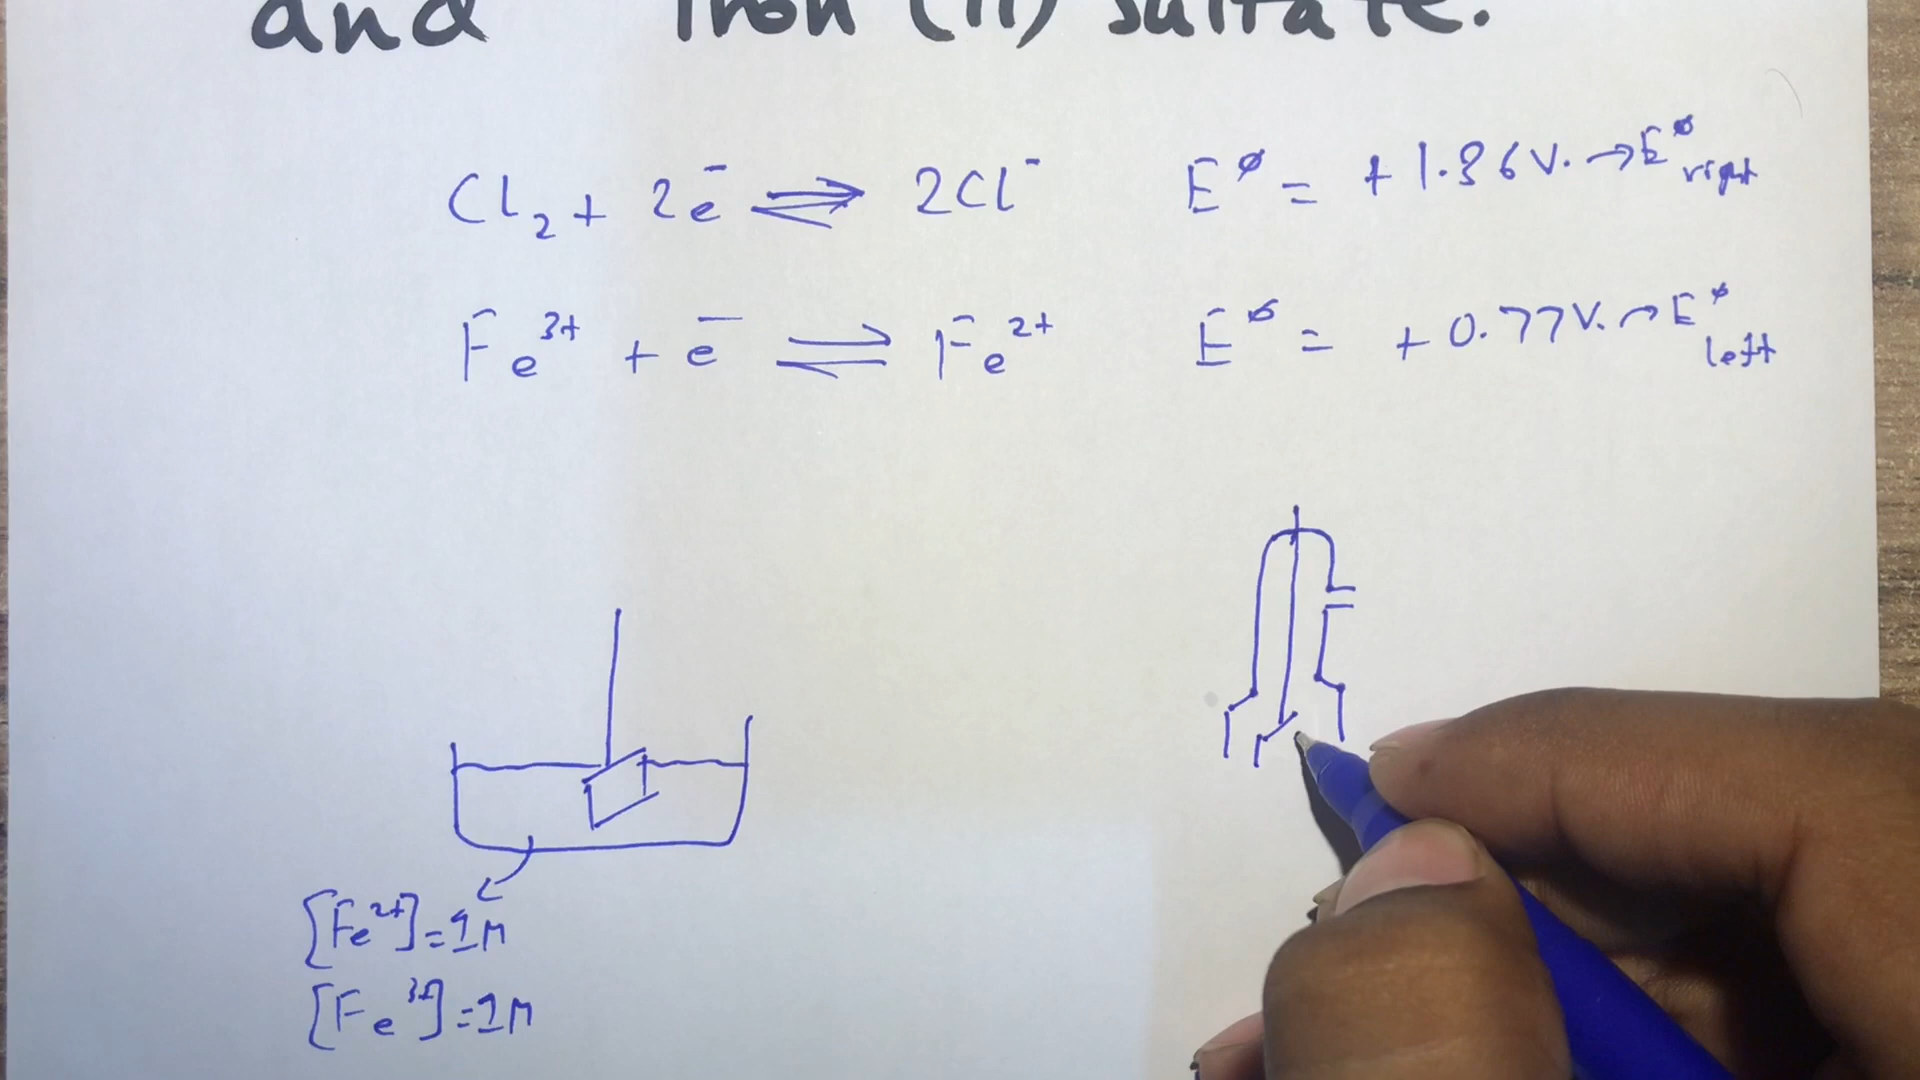 and Iron (II) sulfate.
Cl₂ + 2e⁻ ⇌ 2Cl⁻ E^ø = +1.36V. → E^ø right
Fe³⁺ + e⁻ ⇌ Fe²⁺ E^ø = +0.77V. → E^ø left
[Fe²⁺] = 1M
[Fe³⁺] = 1M